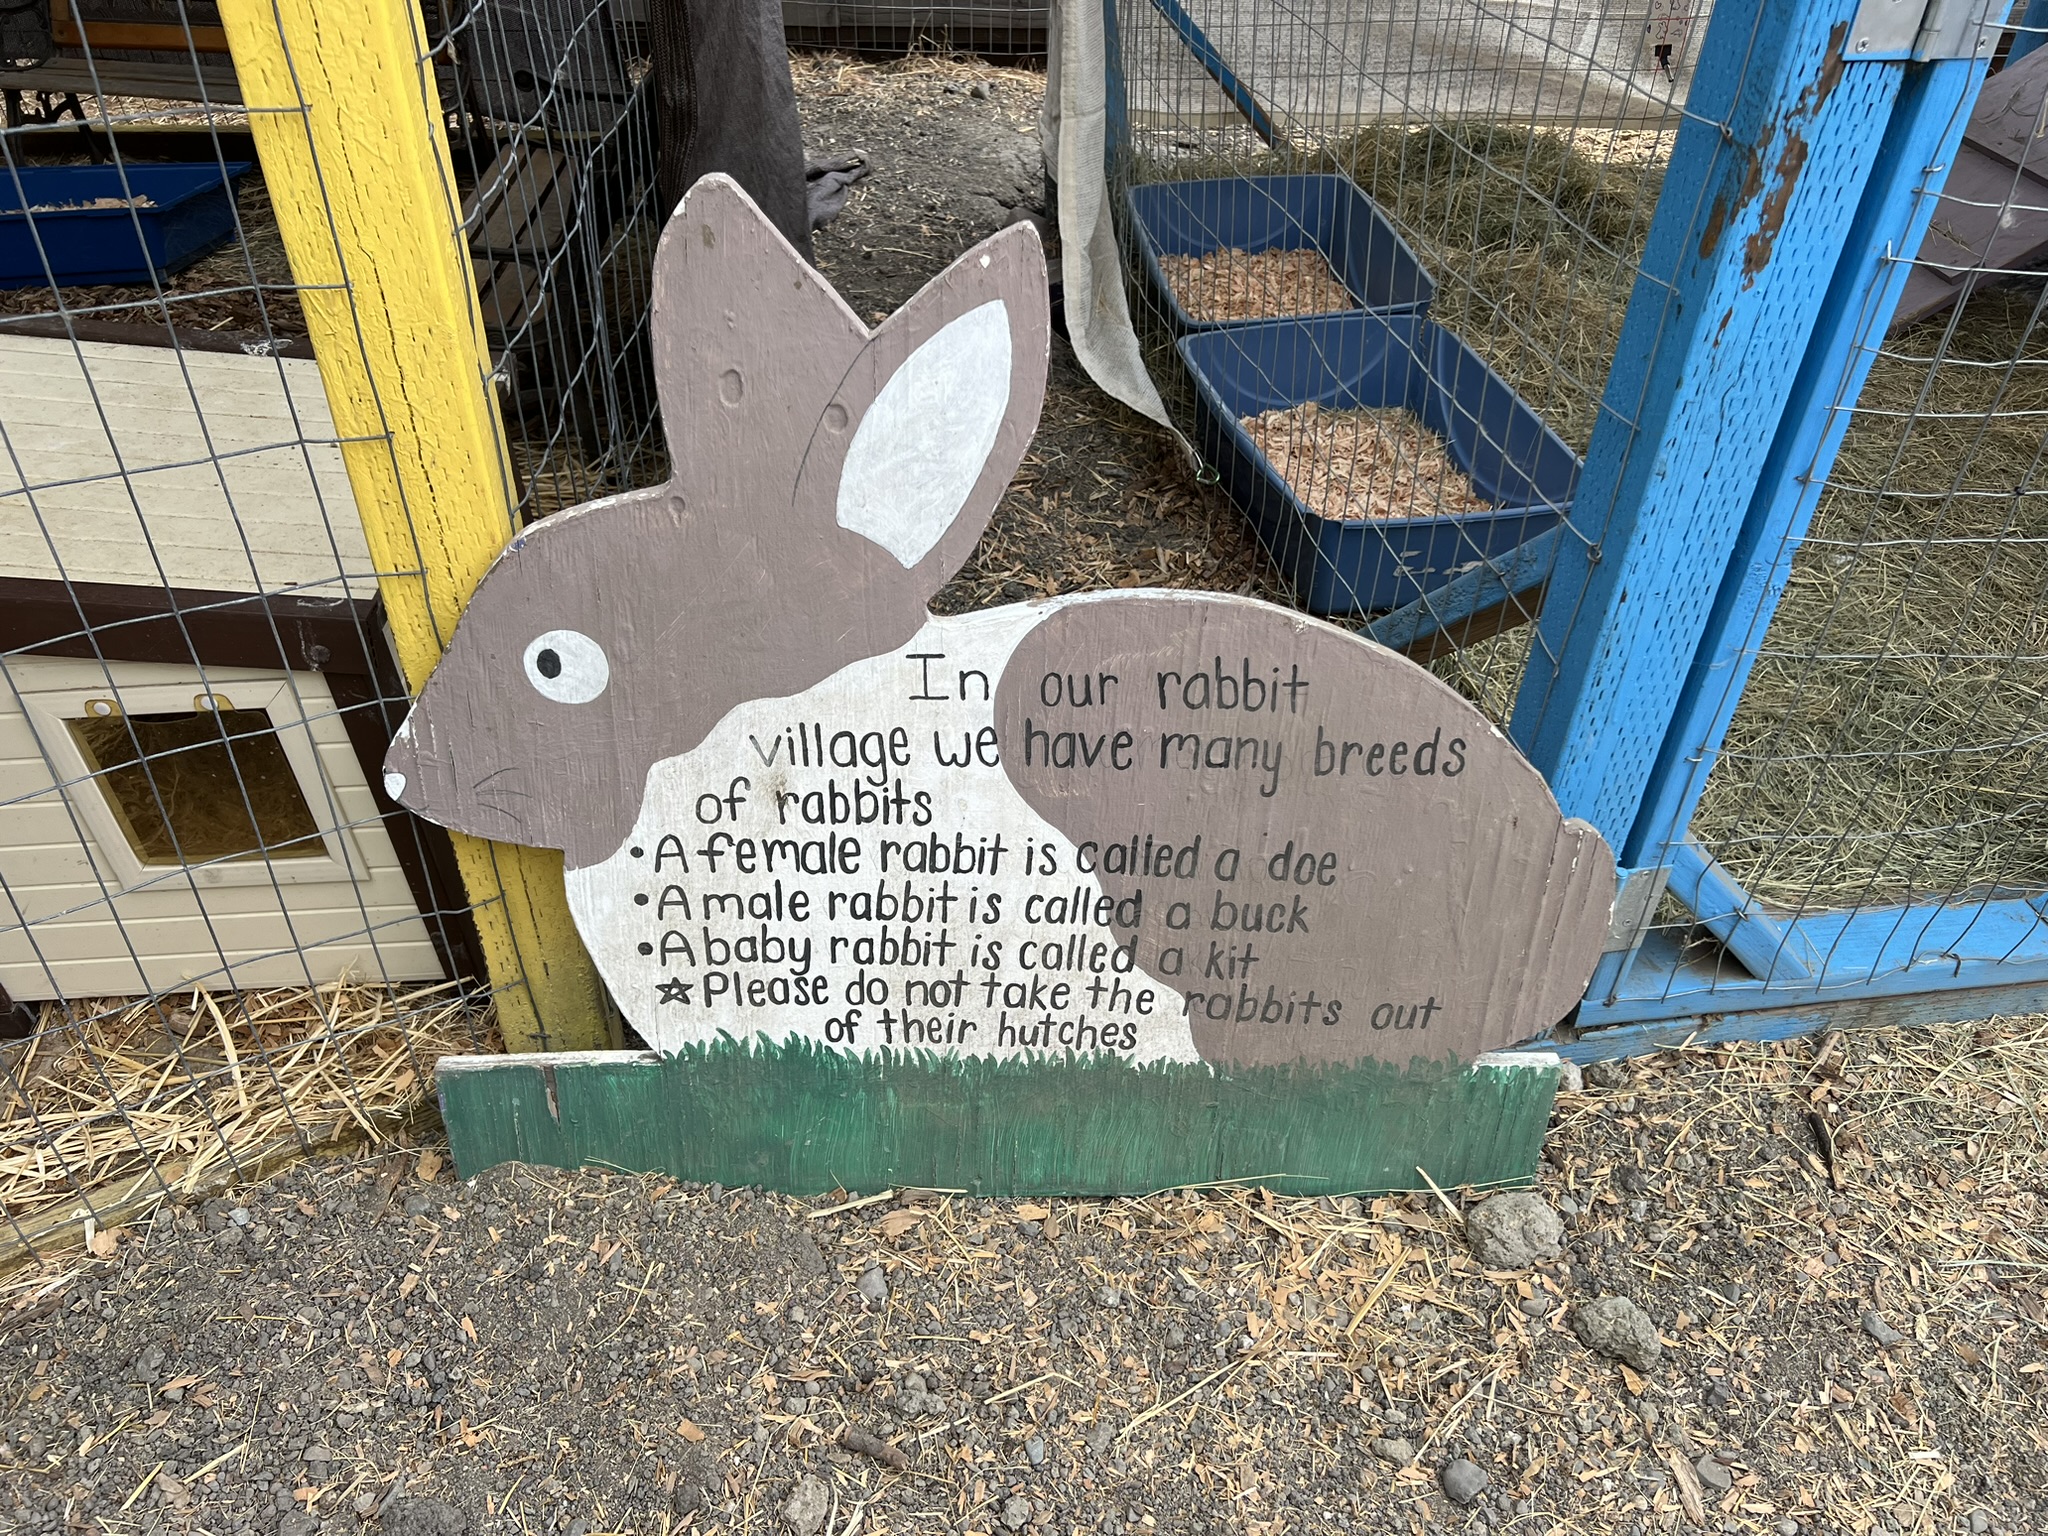 In our rabbit
village we have many breeds
of rabbits
• A female rabbit is called a doe
• A male rabbit is called a buck
• A baby rabbit is called a kit
☆ Please do not take the rabbits out
of their hutches